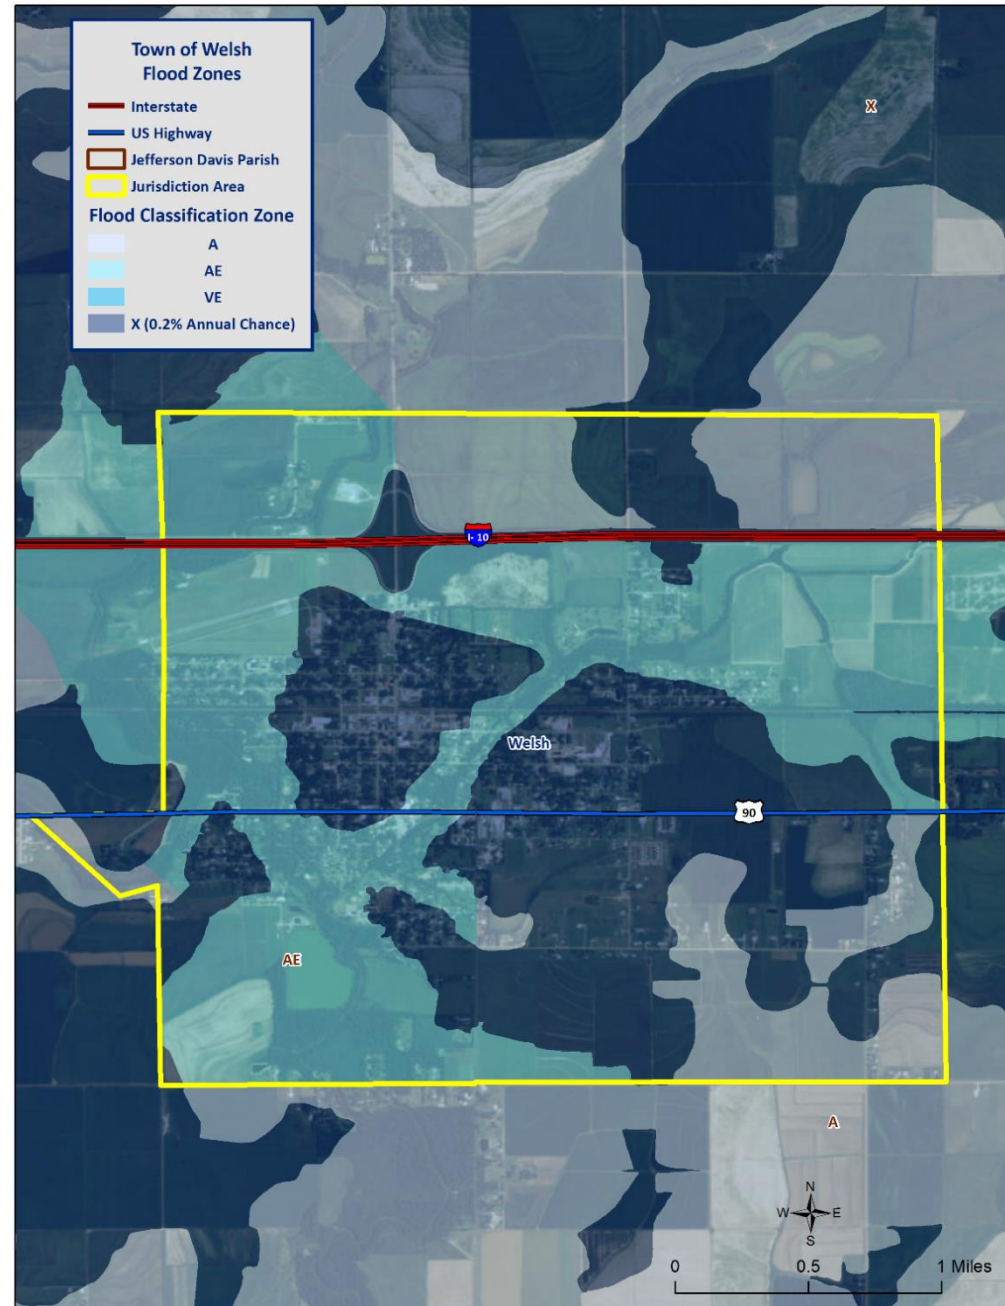 Town of Welsh
Flood Zones
Interstate
US Highway
Jefferson Davis Parish
Jurisdiction Area
Flood Classification Zone
A
AE
VE
X (0.2% Annual Chance)
X
I-10
Welsh
90
AE
A
N
W E
S
0 0.5 1 Miles